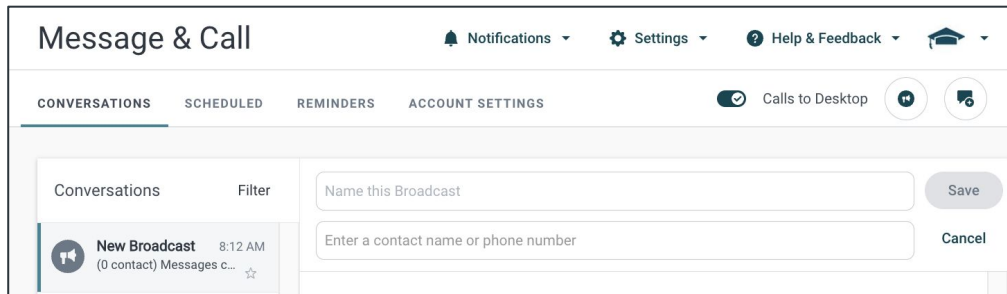 Message & Call
Notifications
Settings
Help & Feedback
CONVERSATIONS
SCHEDULED
REMINDERS
ACCOUNT SETTINGS
Calls to Desktop
Conversations
Filter
Name this Broadcast
Save
New Broadcast
8:12 AM
(0 contact) Messages c...
Enter a contact name or phone number
Cancel